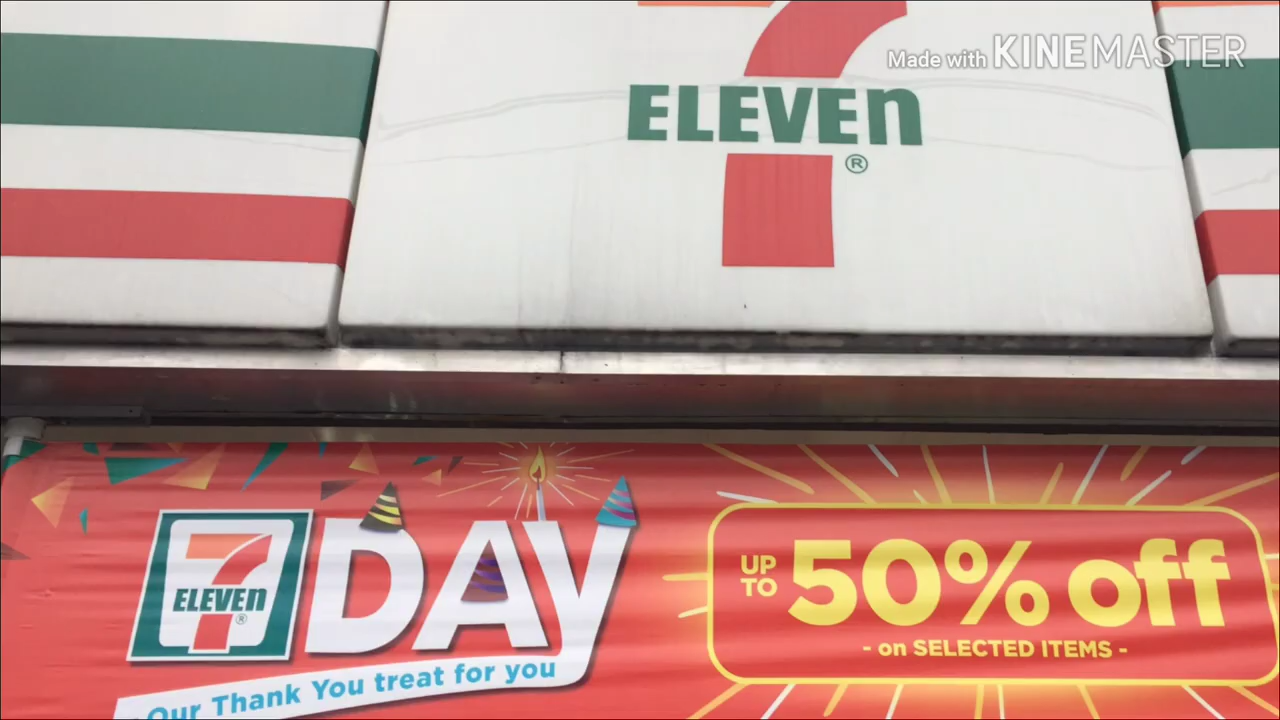 Made with KINEMASTER
7
ELEVEn
®
7
ELEVEn
®
DAY
Our Thank You treat for you
UP TO 50% off
- on SELECTED ITEMS -